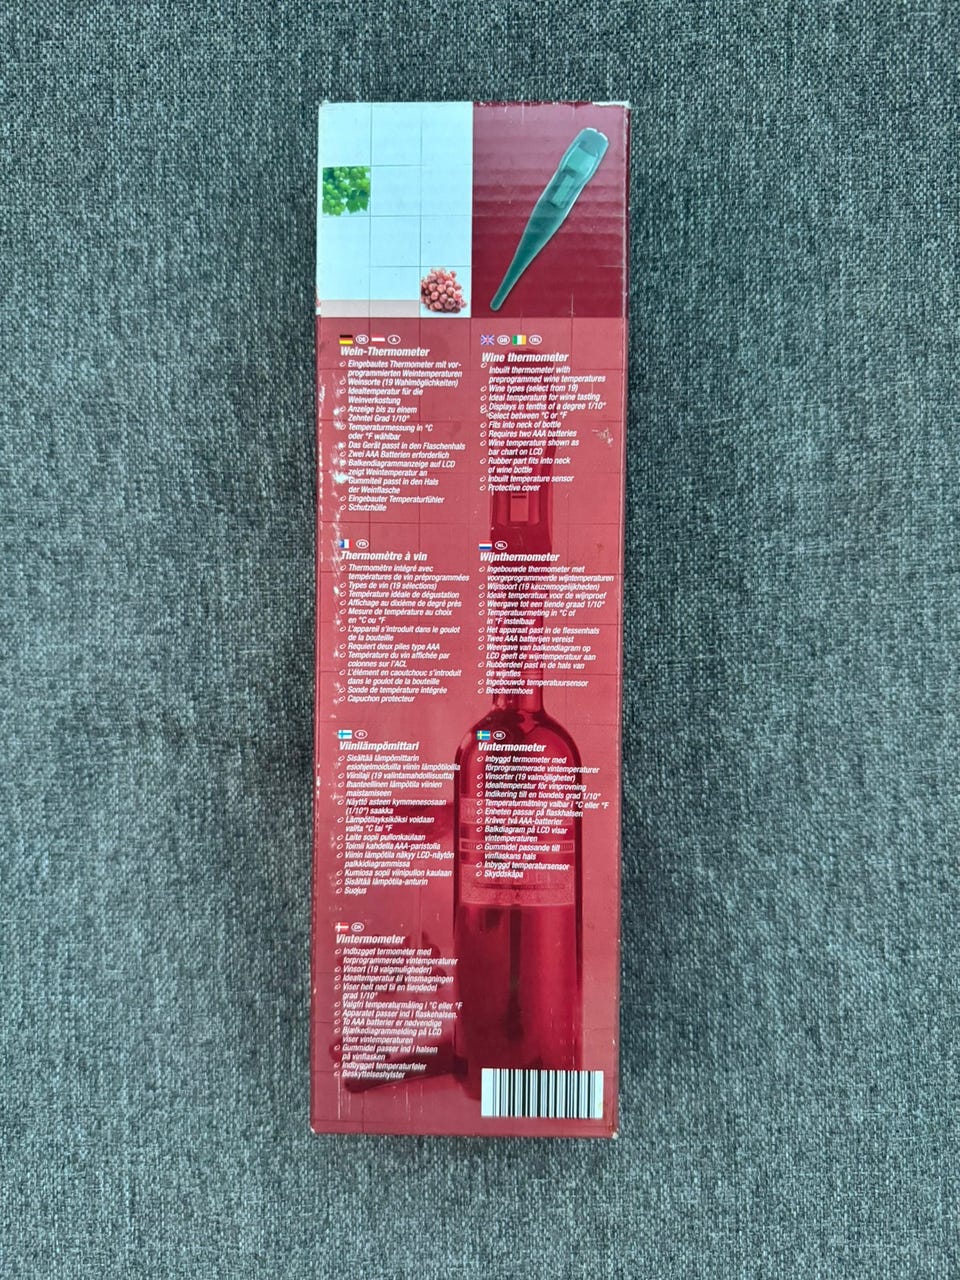 DE A
Wein-Thermometer
Eingebautes Thermometer mit vor-
programmierten Weintemperaturen
Weinsorte (19 Wahlmöglichkeiten)
Idealtemperatur für die
Weinverkostung
Anzeige bis zu einem
Zehntel Grad 1/10°
Temperaturmessung in °C
oder °F wählbar
Das Gerät passt in den Flaschenhals
Zwei AAA Batterien erforderlich
Balkendiagrammanzeige auf LCD
zeigt Weintemperatur an
Gummiteil passt in den Hals
der Weinflasche
Eingebauter Temperaturfühler
Schutzhülle
GB IRL
Wine thermometer
Inbuilt thermometer with
preprogrammed wine temperatures
Wine types (select from 19)
Ideal temperature for wine tasting
Displays in tenths of a degree 1/10°
Select between °C or °F
Fits into neck of bottle
Requires two AAA batteries
Wine temperature shown as
bar chart on LCD
Rubber part fits into neck
of wine bottle
Inbuilt temperature sensor
Protective cover
FR
Thermomètre à vin
Thermomètre intégré avec
températures de vin préprogrammées
Types de vin (19 sélections)
Température idéale de dégustation
Affichage au dixième de degré près
Mesure de température au choix
en °C ou °F
L'appareil s'introduit dans le goulot
de la bouteille
Requiert deux piles type AAA
Température du vin affichée par
colonnes sur l'ACL
L'élément en caoutchouc s'introduit
dans le goulot de la bouteille
Sonde de température intégrée
Capuchon protecteur
NL
Wijnthermometer
Ingebouwde thermometer met
voorgeprogrammeerde wijntemperaturen
Wijnsoort (19 keuzemogelijkheden)
Ideale temperatuur voor de wijnproef
Weergave tot een tiende graad 1/10°
Temperatuurmeting in °C of
in °F instelbaar
Het apparaat past in de flessenhals
Twee AAA batterijen vereist
Weergave van balkendiagram op
LCD geeft de wijntemperatuur aan
Rubberdeel past in de hals van
de wijnfles
Ingebouwde temperatuursensor
Beschermhoes
FI
Viinilämpömittari
Sisältää lämpömittarin
esiohjelmoiduilla viinin lämpötiloilla
Viinilaji (19 valintamahdollisuutta)
Ihanteellinen lämpötila viinien
maistamiseen
Näyttö asteen kymmenesosaan
(1/10°) saakka
Lämpötilayksiköksi voidaan
valita °C tai °F
Laite sopii pullonkaulaan
Toimii kahdella AAA-paristolla
Viinin lämpötila näkyy LCD-näytön
palkkidiagrammissa
Kumiosa sopii viinipullon kaulaan
Sisältää lämpötila-anturin
Suojus
SE
Vintermometer
Inbyggd termometer med
förprogrammerade vintemperaturer
Vinsorter (19 valmöjligheter)
Idealtemperatur för vinprovning
Indikering till en tiondels grad 1/10°
Temperaturmätning valbar i °C eller °F
Enheten passar på flaskhalsen
Kräver två AAA-batterier
Balkdiagram på LCD visar
vintemperaturen
Gummidel passande till
vinflaskans hals
Inbyggd temperatursensor
Skyddskåpa
DK
Vintermometer
Indbzgget termometer med
forprogrammerede vintemperaturer
Vinsort (19 valgmuligheder)
Idealtemperatur til vinsmagningen
Viser helt ned til en tiendedel
grad 1/10°
Valgfri temperaturmåling i °C eller °F
Apparatet passer ind i flaskehalsen.
To AAA batterier er nødvendige
Bjælkediagrammelding på LCD
viser vintemperaturen
Gummidel passer ind i halsen
på vinflasken
Indbygget temperaturføler
Beskyttelseshylster